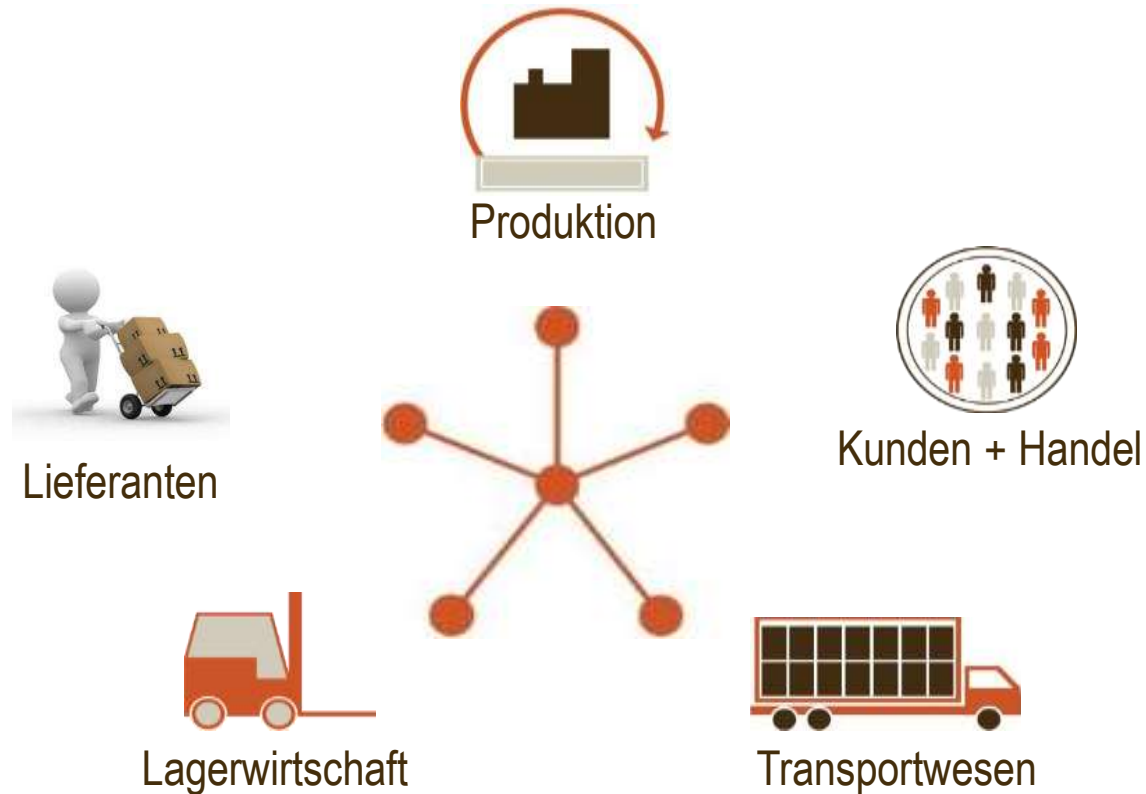 Produktion
Kunden + Handel
Lieferanten
Lagerwirtschaft
Transportwesen